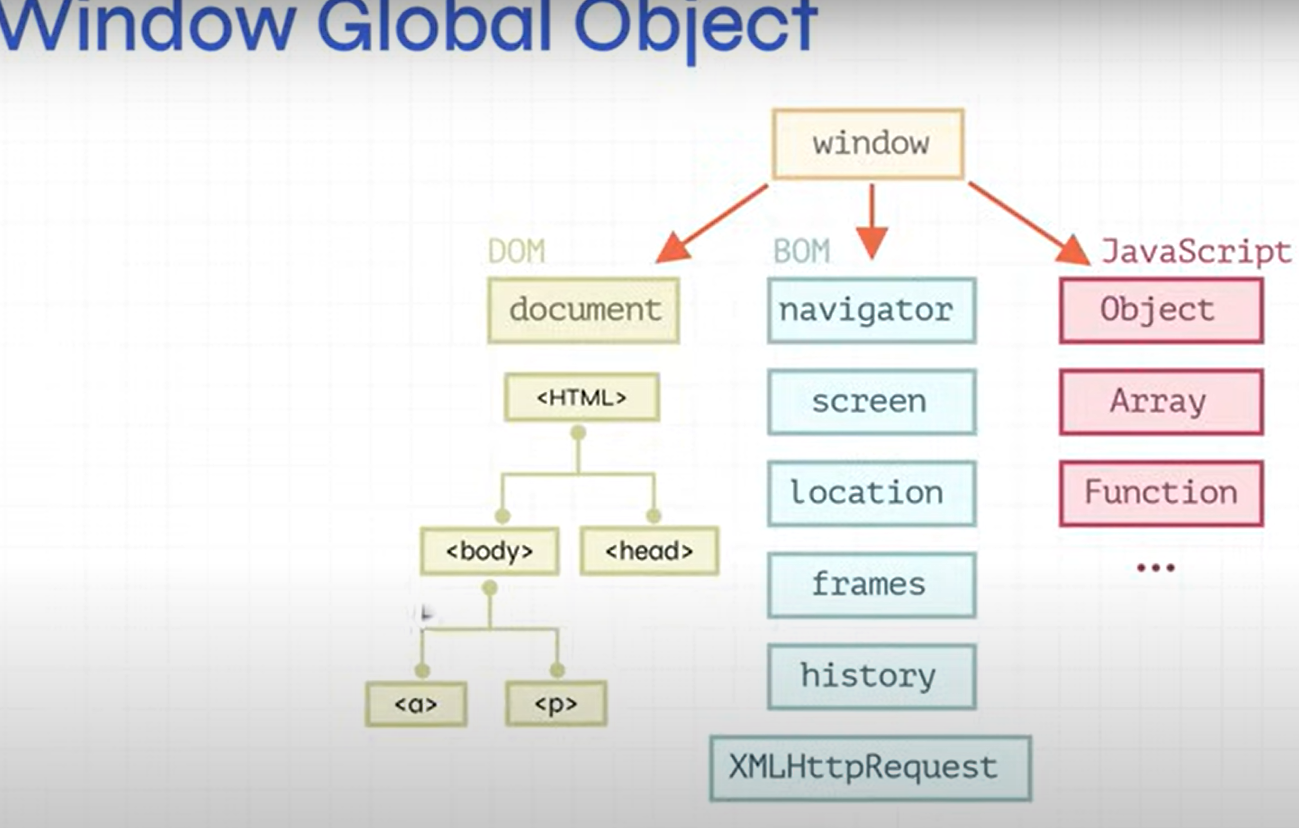 Window Global Object
window
DOM
BOM
JavaScript
document
navigator
Object
<HTML>
screen
Array
location
Function
<body>
<head>
frames
...
history
<a>
<p>
XMLHttpRequest